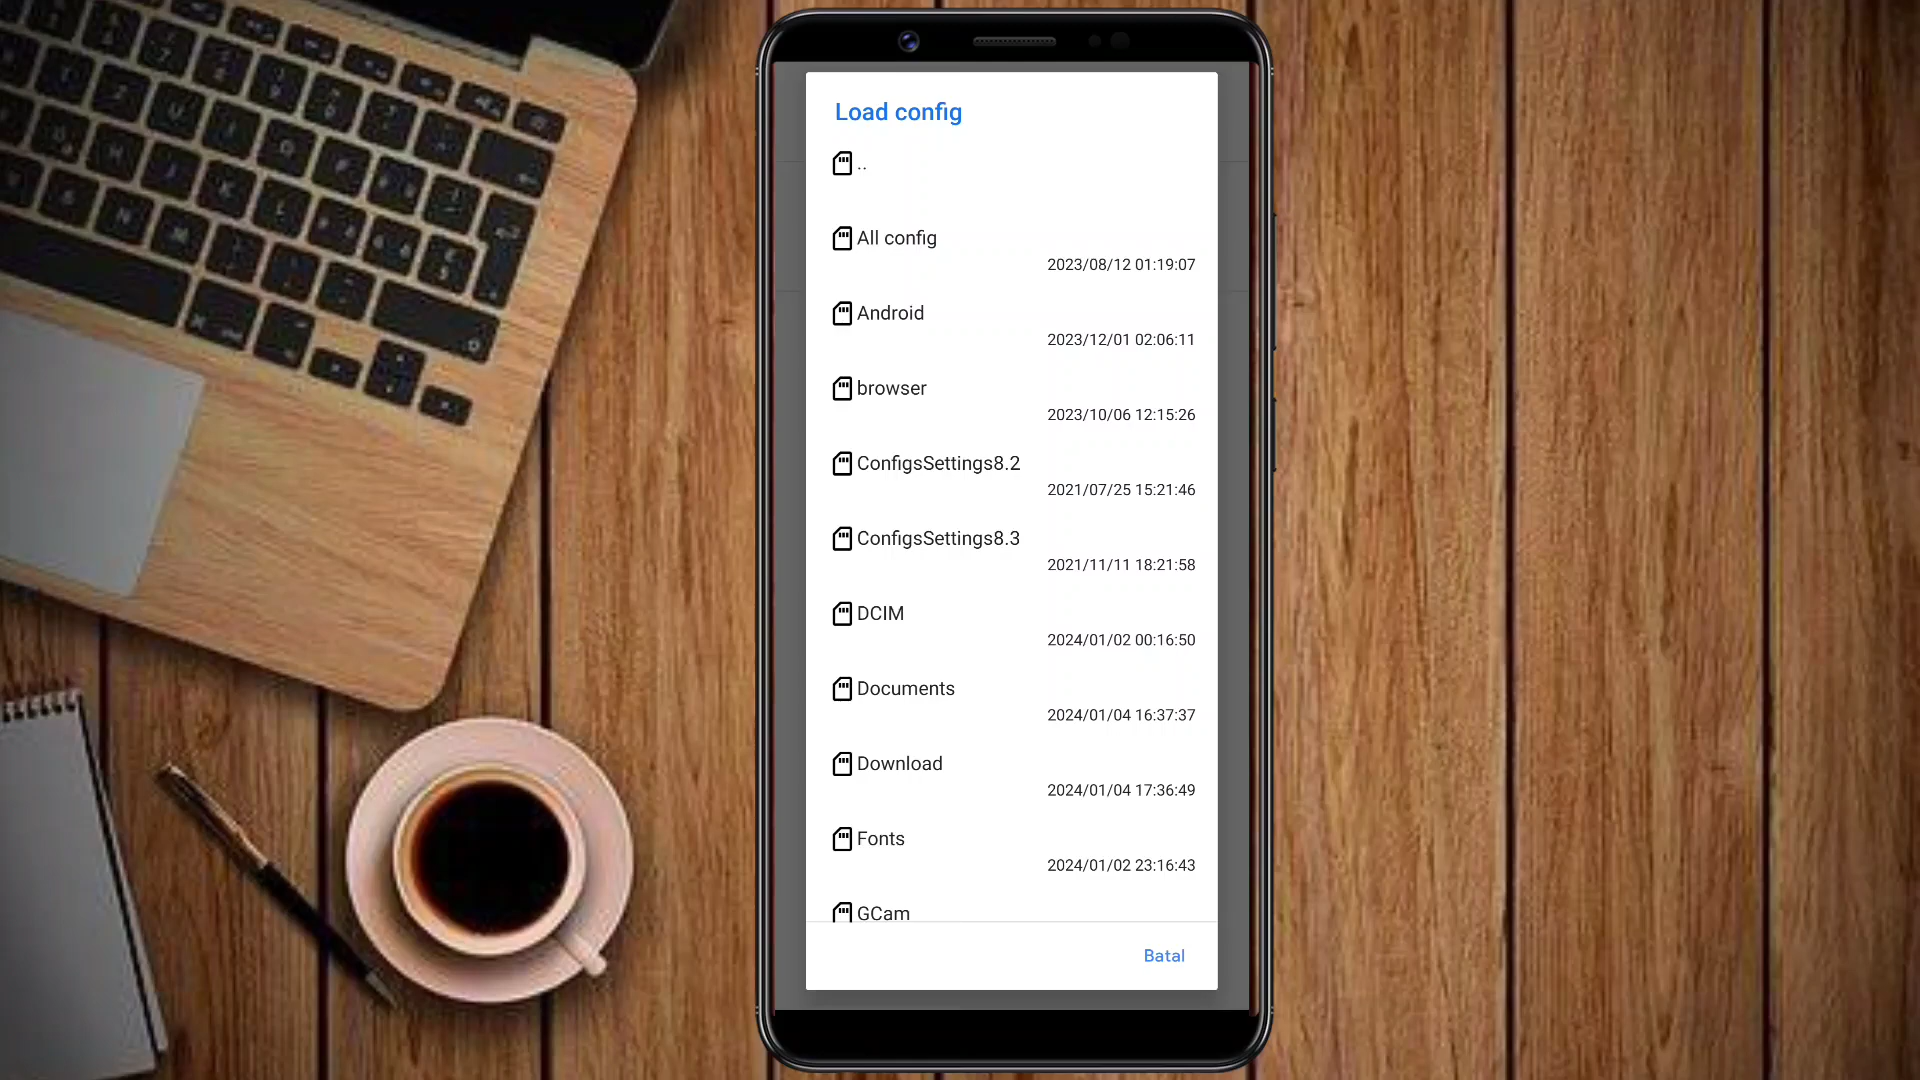 Load config
..
All config
2023/08/12 01:19:07
Android
2023/12/01 02:06:11
browser
2023/10/06 12:15:26
ConfigsSettings8.2
2021/07/25 15:21:46
ConfigsSettings8.3
2021/11/11 18:21:58
DCIM
2024/01/02 00:16:50
Documents
2024/01/04 16:37:37
Download
2024/01/04 17:36:49
Fonts
2024/01/02 23:16:43
GCam
Batal